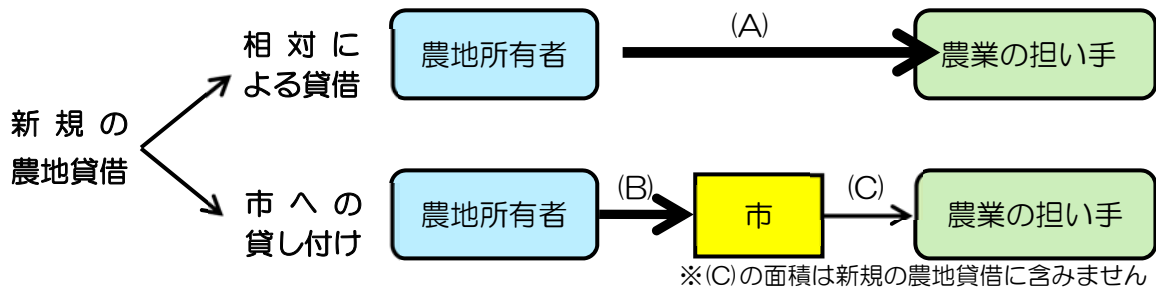 新規の
農地貸借
相対に
よる貸借
農地所有者
(A)
農業の担い手
市への
貸し付け
農地所有者
(B)
市
(C)
農業の担い手
※(C)の面積は新規の農地貸借に含みません